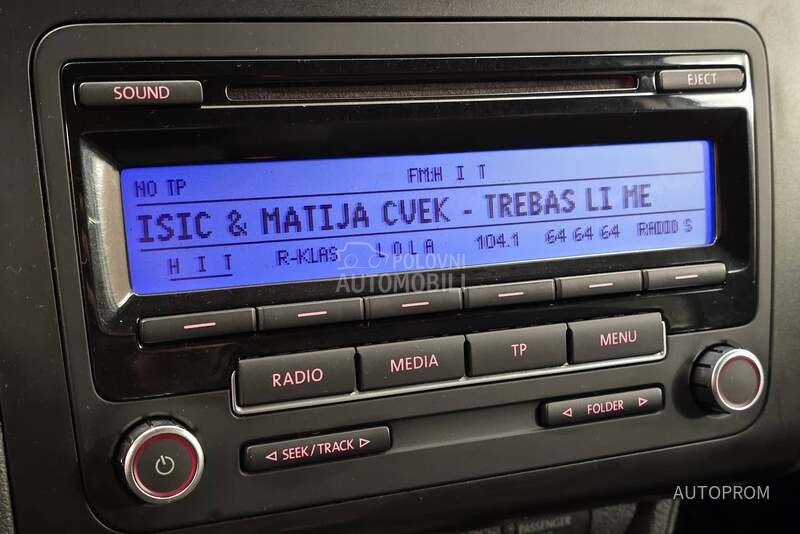 SOUND
EJECT
NO TP
FM:H I T
ISIC & MATIJA CVEK - TREBAS LI ME
H I T
R-KLAS
L O L A
104.1
64 64 64
RADIO S
POLOVNI
AUTOMOBILI
RADIO
MEDIA
TP
MENU
SEEK/TRACK
FOLDER
AUTOPROM
PASSENGER